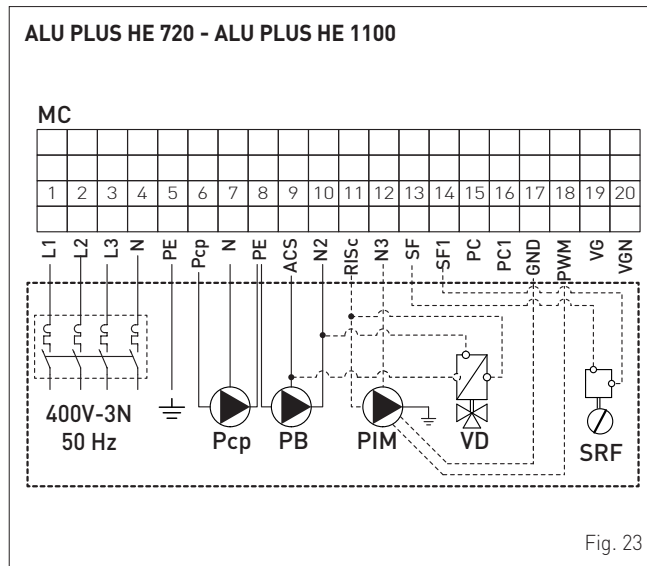 ALU PLUS HE 720 - ALU PLUS HE 1100
MC
1 2 3 4 5 6 7 8 9 10 11 12 13 14 15 16 17 18 19 20
L1 L2 L3 N PE Pcp N PE ACS N2 RISc N3 SF SF1 PC PC1 GND PWM VG VGN
400V-3N
50 Hz
Pcp PB PIM VD SRF
Fig. 23